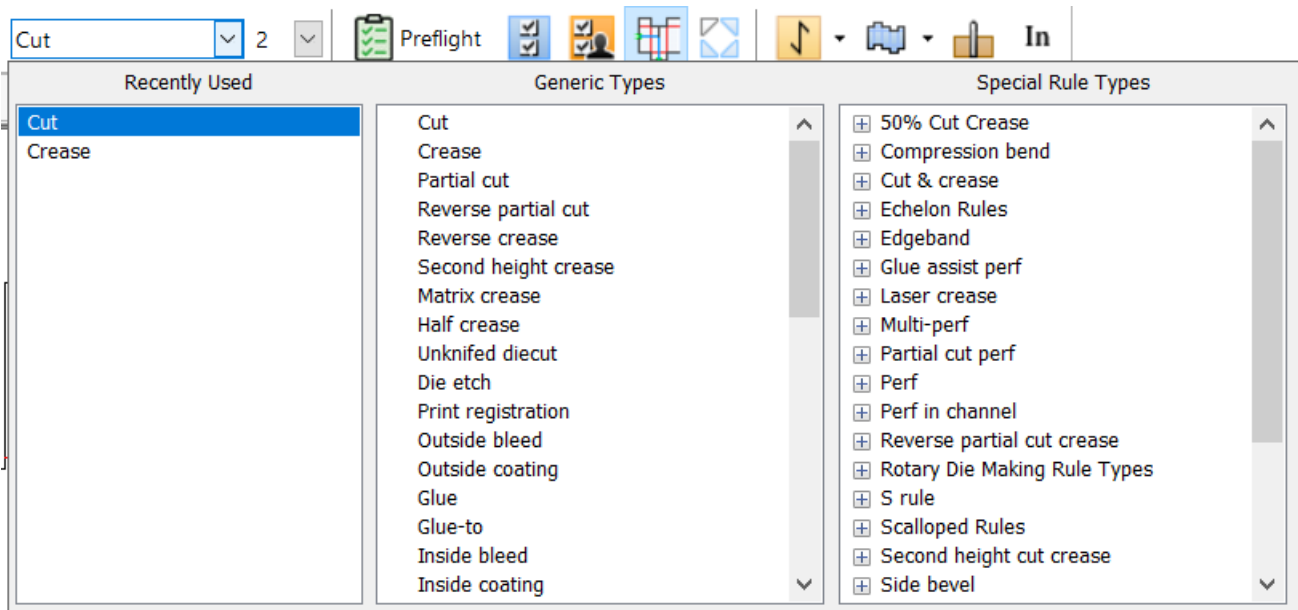 Cut 2 Preflight In
Recently Used Generic Types Special Rule Types
Cut
Crease
Cut
Crease
Partial cut
Reverse partial cut
Reverse crease
Second height crease
Matrix crease
Half crease
Unknifed diecut
Die etch
Print registration
Outside bleed
Outside coating
Glue
Glue-to
Inside bleed
Inside coating
50% Cut Crease
Compression bend
Cut & crease
Echelon Rules
Edgeband
Glue assist perf
Laser crease
Multi-perf
Partial cut perf
Perf
Perf in channel
Reverse partial cut crease
Rotary Die Making Rule Types
S rule
Scalloped Rules
Second height cut crease
Side bevel